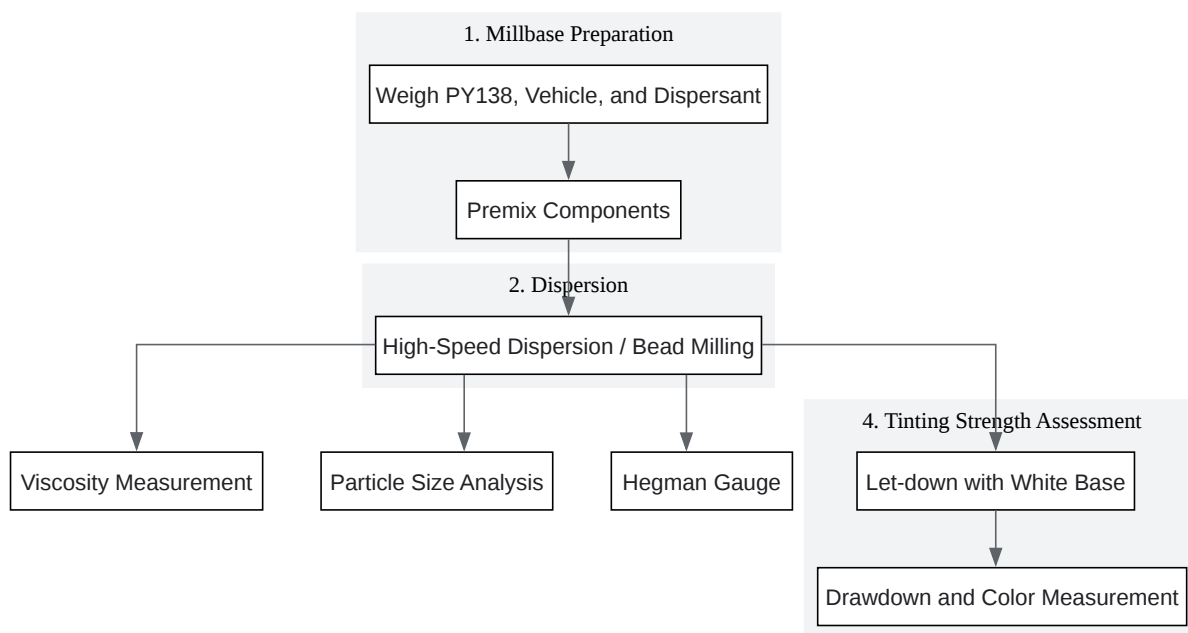 1. Millbase Preparation
Weigh PY138, Vehicle, and Dispersant
Premix Components
2. Dispersion
High-Speed Dispersion / Bead Milling
4. Tinting Strength Assessment
Viscosity Measurement
Particle Size Analysis
Hegman Gauge
Let-down with White Base
Drawdown and Color Measurement